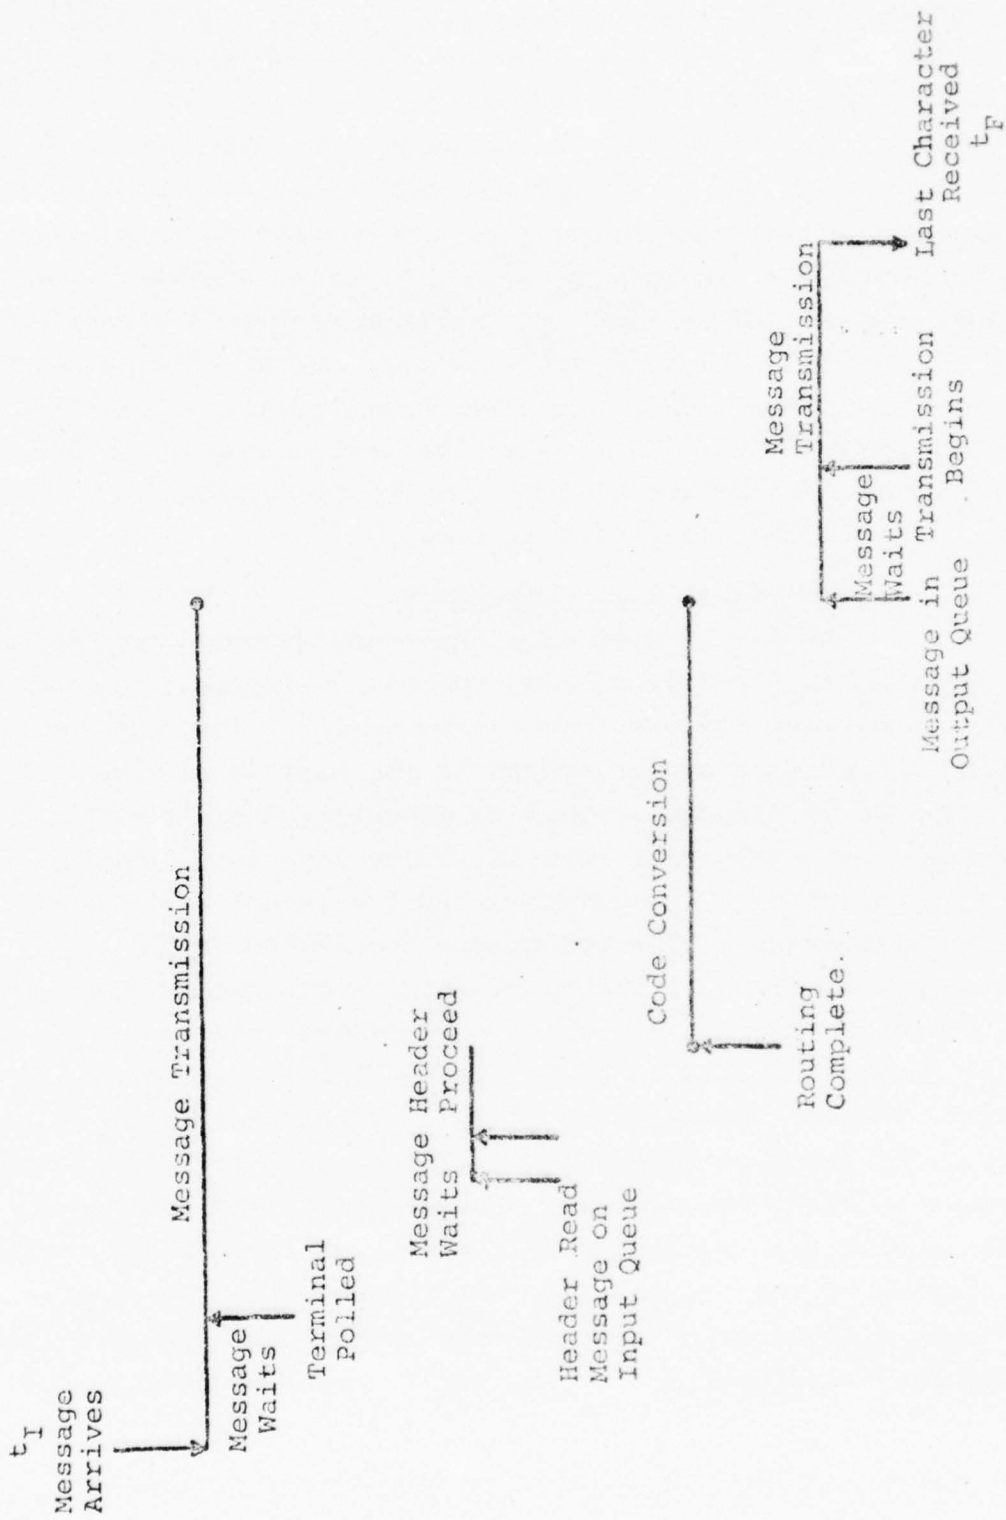 t_I
Message
Arrives
Message Transmission
Message
Waits
Terminal
Polled
Message Header
Waits Proceed
Header Read
Message on
Input Queue
Code Conversion
Routing
Complete.
Message
Transmission
Message
Waits
Message in
Output Queue
Transmission
Begins
Last Character
Received
t_F